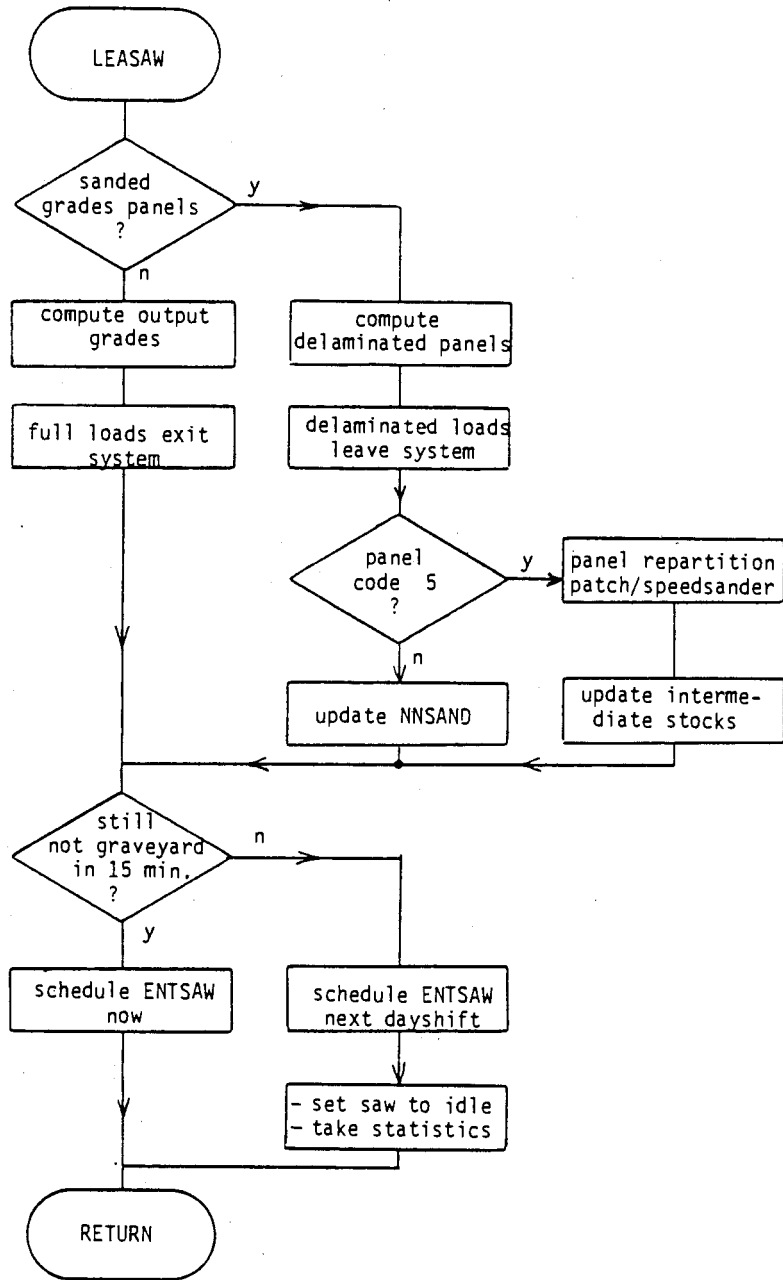 LEASAW
sanded
grades panels
?
y
n
compute output
grades
compute
delaminated panels
full loads exit
system
delaminated loads
leave system
panel
code 5
?
y
panel repartition
patch/speedsander
n
update NNSAND
update interme-
diate stocks
still
not graveyard
in 15 min.
?
n
y
schedule ENTSAW
now
schedule ENTSAW
next dayshift
- set saw to idle
- take statistics
RETURN